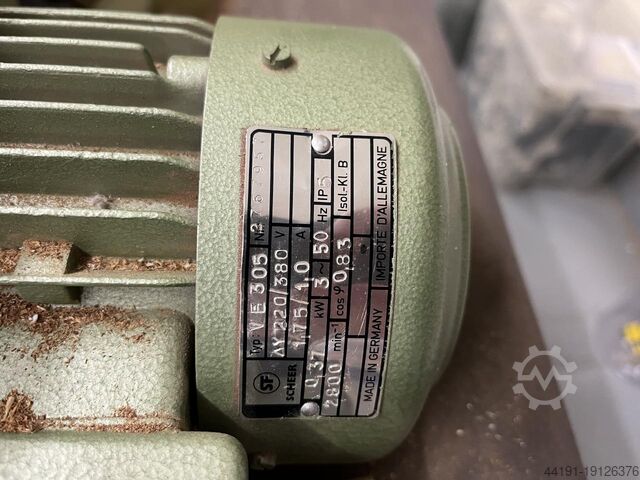 SF
SCHEER
Typ: VE 305 Nr.
ΔY 220/380 V
1,75/1,0 A
0,37 kW 3~ 50 Hz IP
2800 min-1 cos φ 0,83 Isol-Kl. B
MADE IN GERMANY IMPORTE D'ALLEMAGNE
44191-19126376